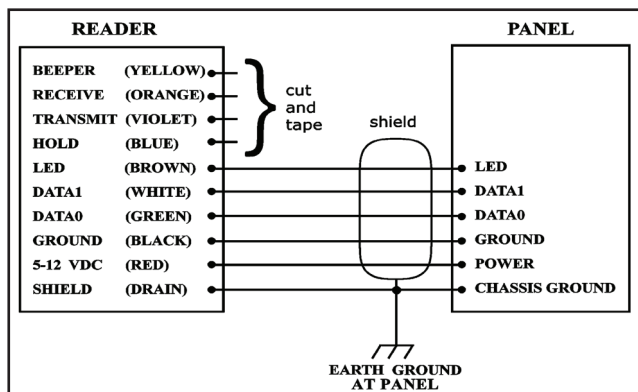 READER
PANEL
BEEPER (YELLOW)
RECEIVE (ORANGE)
TRANSMIT (VIOLET)
HOLD (BLUE)
LED (BROWN)
DATA1 (WHITE)
DATA0 (GREEN)
GROUND (BLACK)
5-12 VDC (RED)
SHIELD (DRAIN)
cut
and
tape
shield
LED
DATA1
DATA0
GROUND
POWER
CHASSIS GROUND
EARTH GROUND
AT PANEL